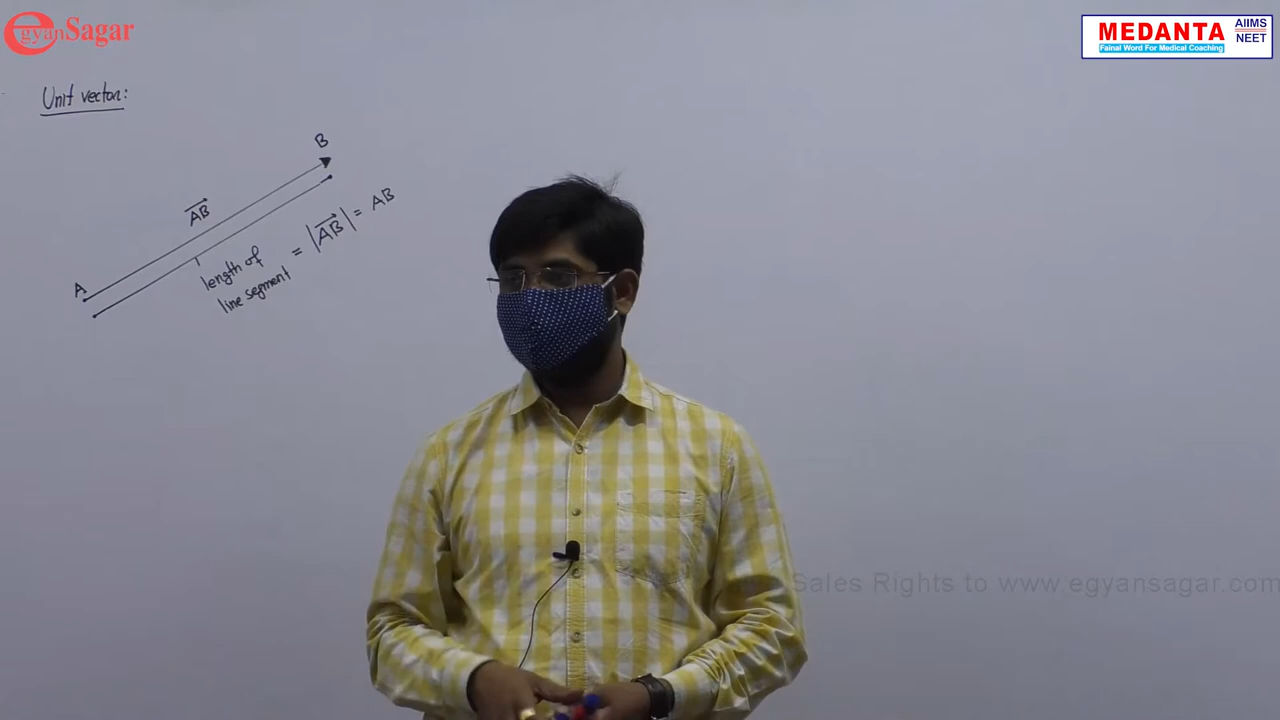 egyanSagar
MEDANTA
Fainal Word For Medical Coaching
AIIMS
NEET
Unit vector:
B
AB
A
length of
line segment = |AB| = AB
Sales Rights to www.egyansagar.com